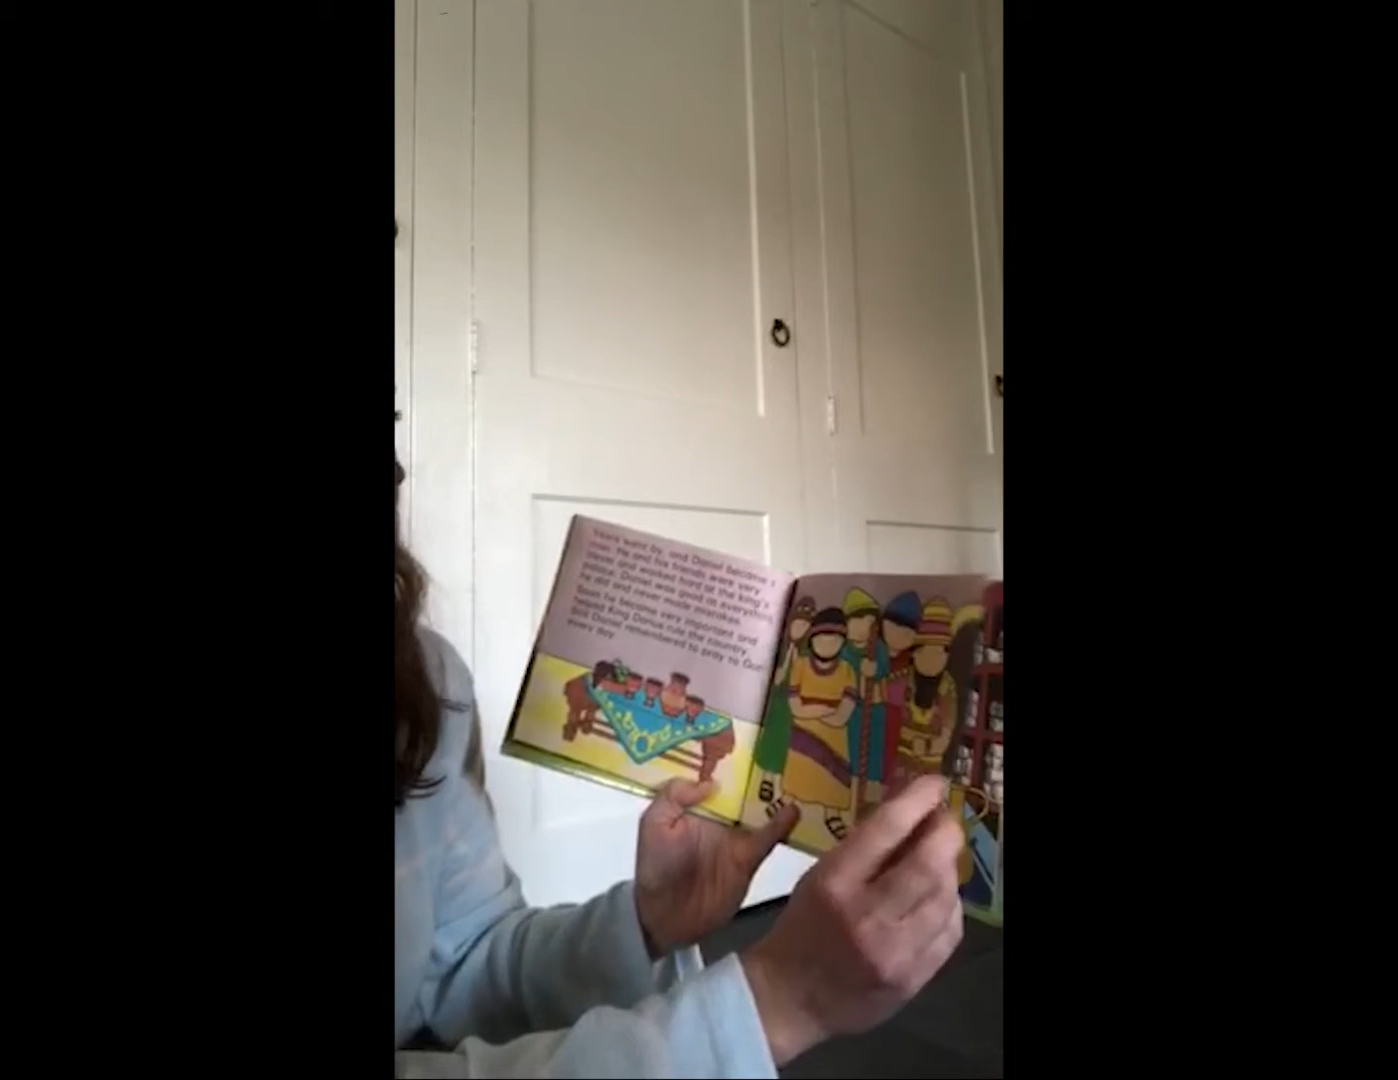 Years went by, and Daniel became a
man. He and his friends were very
clever and worked hard at the king's
palace. Daniel was good at everything
he did and never made mistakes.
Soon he became very important and
helped King Darius rule the country.
Still Daniel remembered to pray to God
every day.